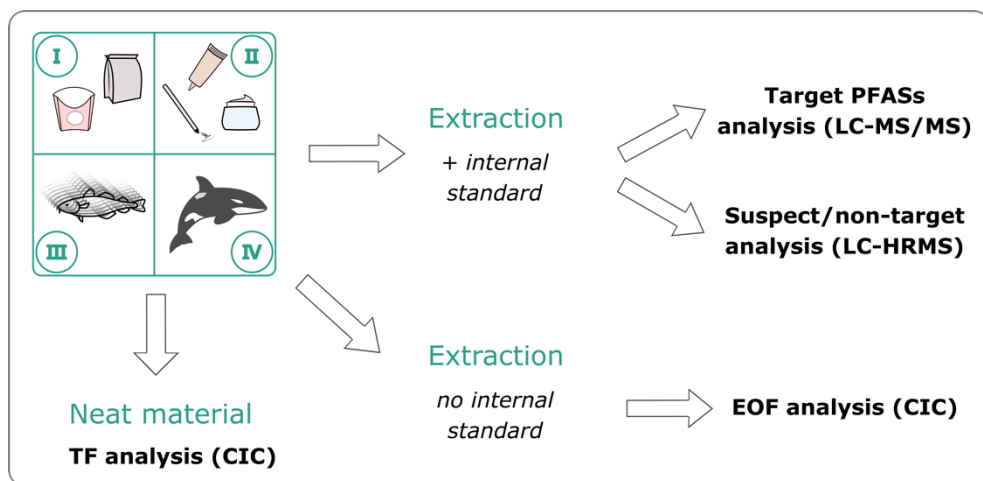 I
II
III
IV
Extraction
+ internal
standard
Target PFASs
analysis (LC-MS/MS)
Suspect/non-target
analysis (LC-HRMS)
Neat material
TF analysis (CIC)
Extraction
no internal
standard
EOF analysis (CIC)